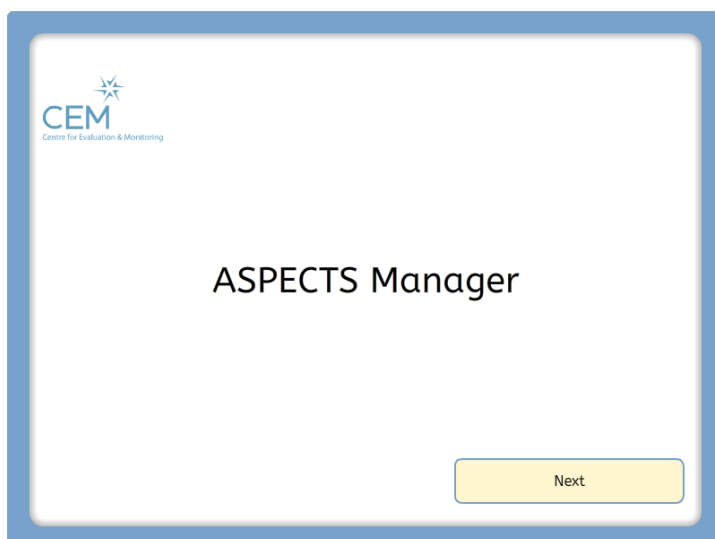 CEM
Centre for Evaluation & Monitoring
ASPECTS Manager
Next